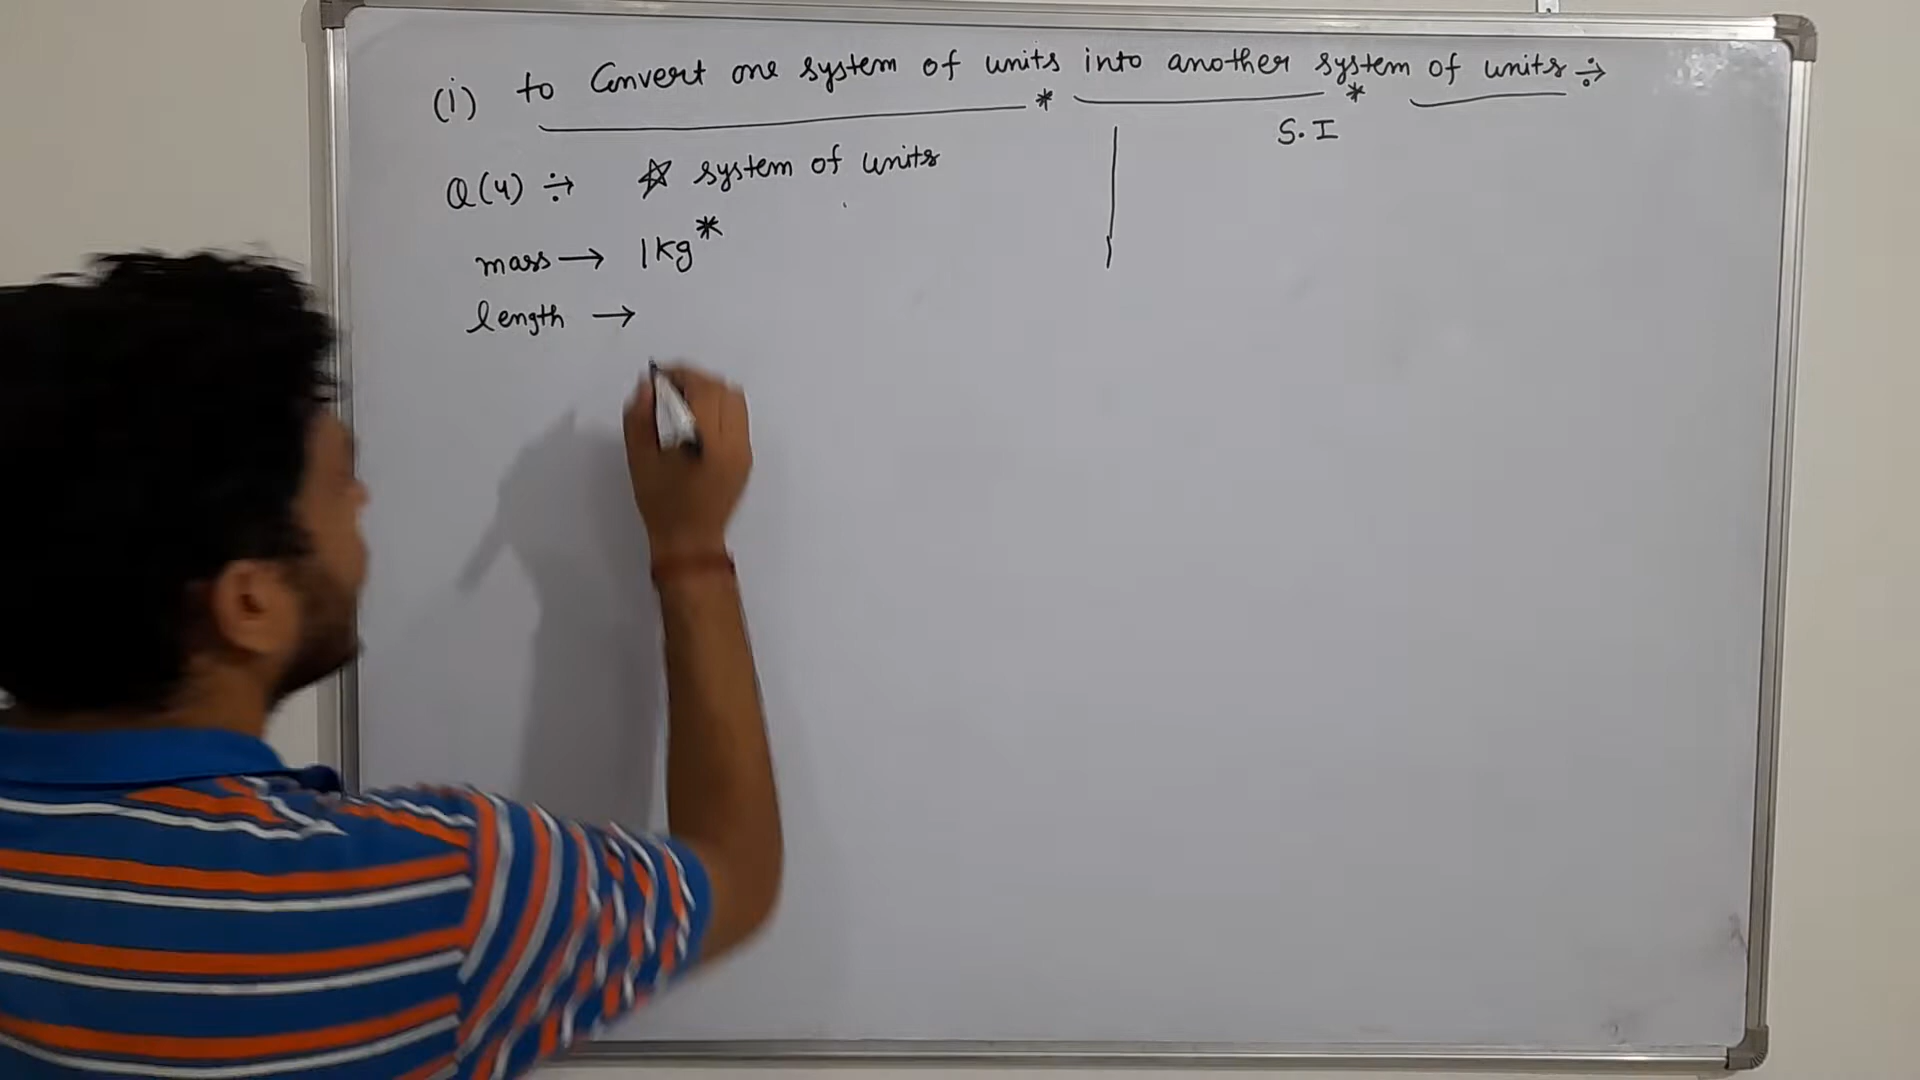 (i) to Convert one system of units into another system of units ÷
* *
S.I
Q(4) ÷ ☆ system of units
mass → 1kg*
length →